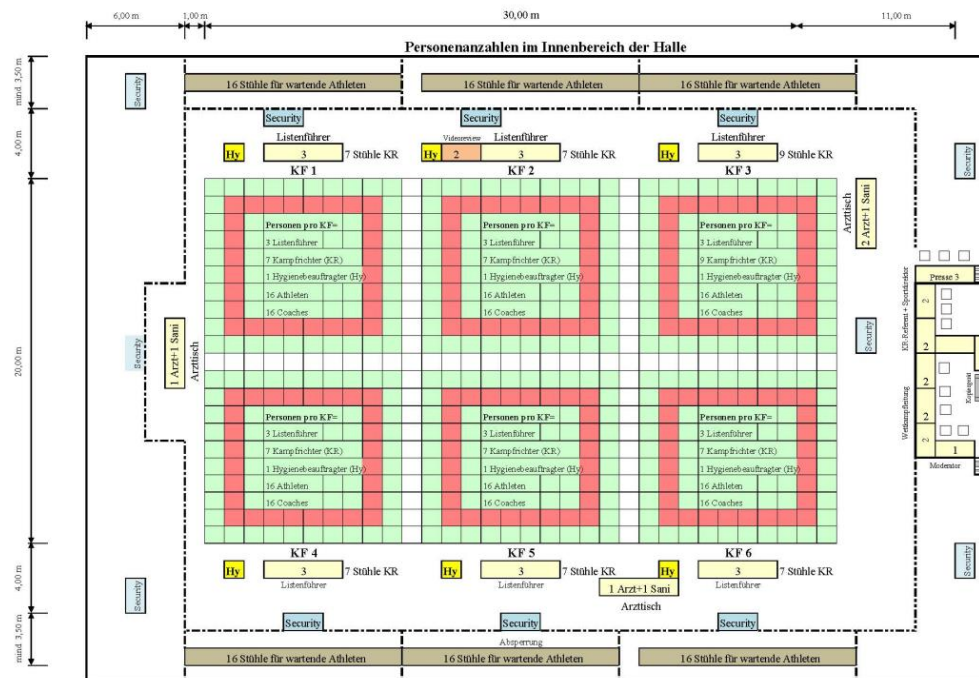 6,00 m
1,00 m
30,00 m
11,00 m
Personenanzahlen im Innenbereich der Halle
mind. 3,50 m
Security
16 Stühle für wartende Athleten
16 Stühle für wartende Athleten
16 Stühle für wartende Athleten
4,00 m
Security
Security
Security
Listenführer
Videoreview
Listenführer
Listenführer
Hy
3
7 Stühle KR
Hy
2
3
7 Stühle KR
Hy
3
9 Stühle KR
Security
KF 1
KF 2
KF 3
20,00 m
Personen pro KF=
3 Listenführer
7 Kampfrichter (KR)
1 Hygienebeauftragter (Hy)
16 Athleten
16 Coaches
Personen pro KF=
3 Listenführer
7 Kampfrichter (KR)
1 Hygienebeauftragter (Hy)
16 Athleten
16 Coaches
Personen pro KF=
3 Listenführer
9 Kampfrichter (KR)
1 Hygienebeauftragter (Hy)
16 Athleten
16 Coaches
Arzttisch
2 Arzt+1 Sani
Security
1 Arzt+1 Sani
Arzttisch
Security
Presse 3
KR-Referent + Sportdirektor
2
2
2
2
2
Wettkampfleitung
Kopiergerät
1
Moderator
Personen pro KF=
3 Listenführer
7 Kampfrichter (KR)
1 Hygienebeauftragter (Hy)
16 Athleten
16 Coaches
Personen pro KF=
3 Listenführer
7 Kampfrichter (KR)
1 Hygienebeauftragter (Hy)
16 Athleten
16 Coaches
Personen pro KF=
3 Listenführer
7 Kampfrichter (KR)
1 Hygienebeauftragter (Hy)
16 Athleten
16 Coaches
KF 4
KF 5
KF 6
4,00 m
Hy
3
7 Stühle KR
Hy
3
7 Stühle KR
Hy
3
7 Stühle KR
Listenführer
Listenführer
Listenführer
1 Arzt+1 Sani
Arzttisch
Security
Security
Security
Security
Security
mind. 3,50 m
Absperrung
16 Stühle für wartende Athleten
16 Stühle für wartende Athleten
16 Stühle für wartende Athleten